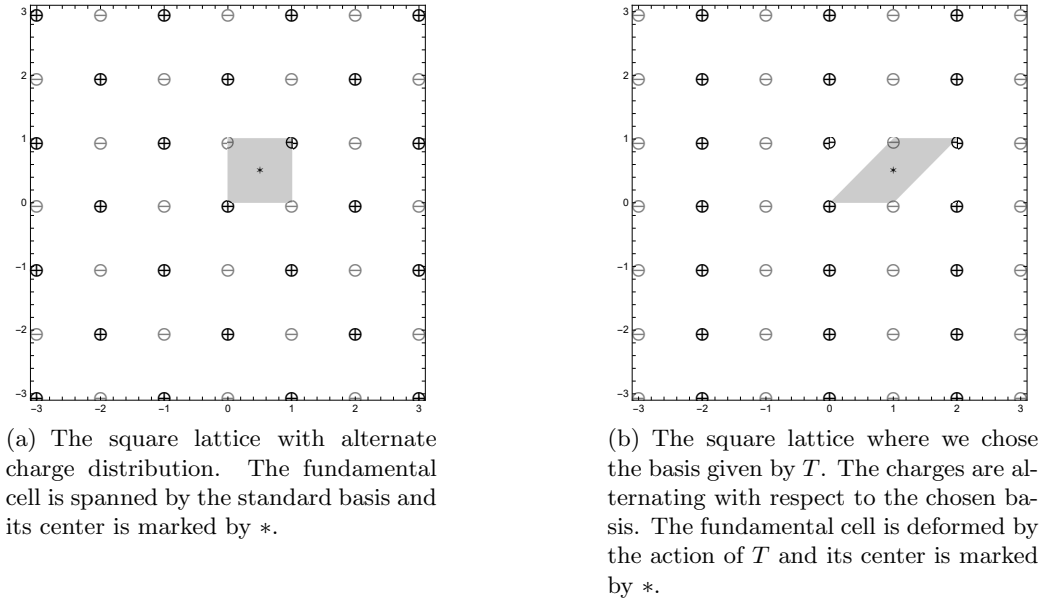 3
2
1
0
−1
−2
−3
−3 −2 −1 0 1 2 3
*
(a) The square lattice with alternate
charge distribution. The fundamental
cell is spanned by the standard basis and
its center is marked by ∗.
3
2
1
0
−1
−2
−3
−3 −2 −1 0 1 2 3
*
(b) The square lattice where we chose
the basis given by T. The charges are al-
ternating with respect to the chosen ba-
sis. The fundamental cell is deformed by
the action of T and its center is marked
by ∗.